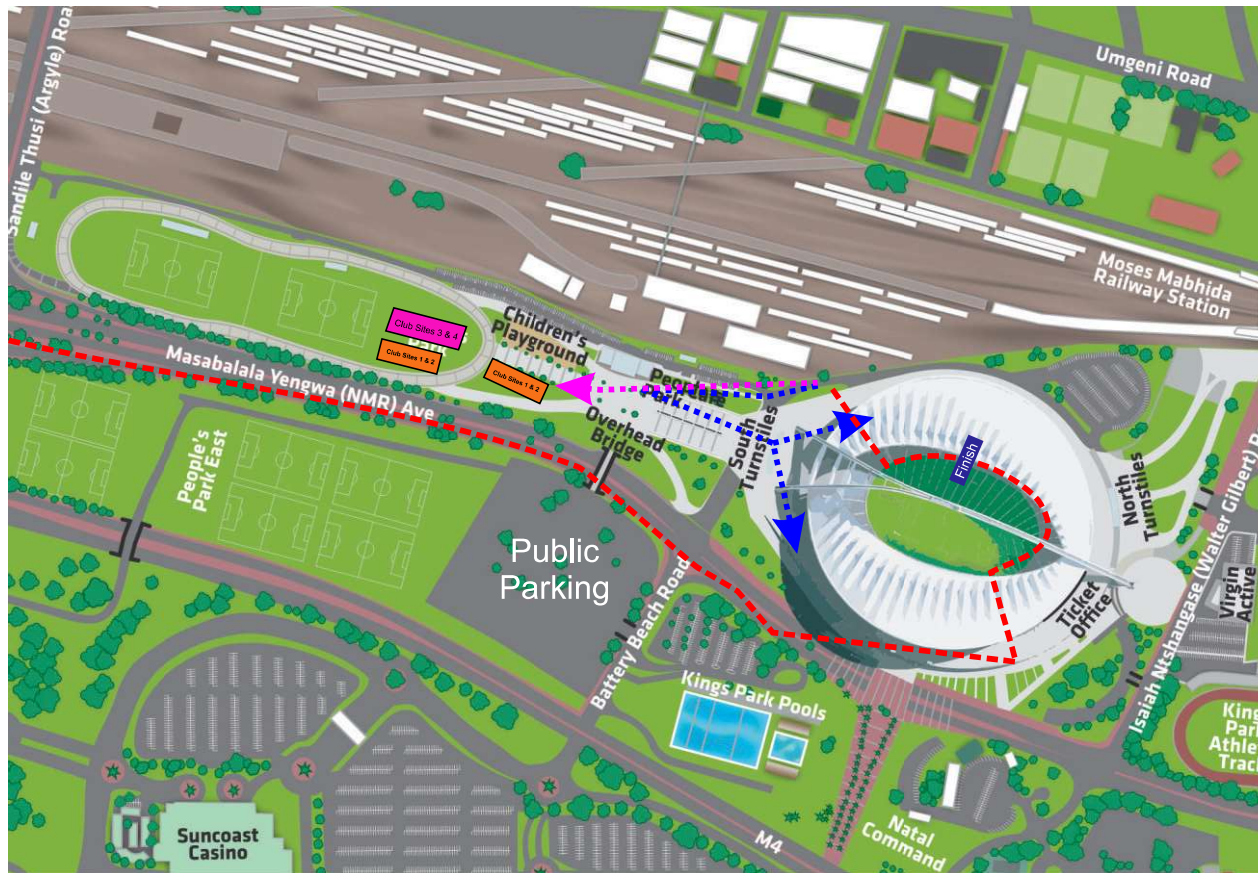 Umgeni Road
Sandile Thusi (Argyle) Roa
Moses Mabhida
Railway Station
Club Sites 3 & 4
Club Sites 1 & 2
Club Sites 1 & 2
Children's
Playground
Park
Masabalala Yengwa (NMR) Ave
Overhead
Bridge
South
Turnstiles
Finish
North
Turnstiles
People's
Park East
Public
Parking
Battery Beach Road
Ticket
Office
Isaiah Ntshangase (Walter Gilbert)
Virgin
Active
Kings Park Pools
King
Park
Athle
Track
Natal
Command
M4
Suncoast
Casino